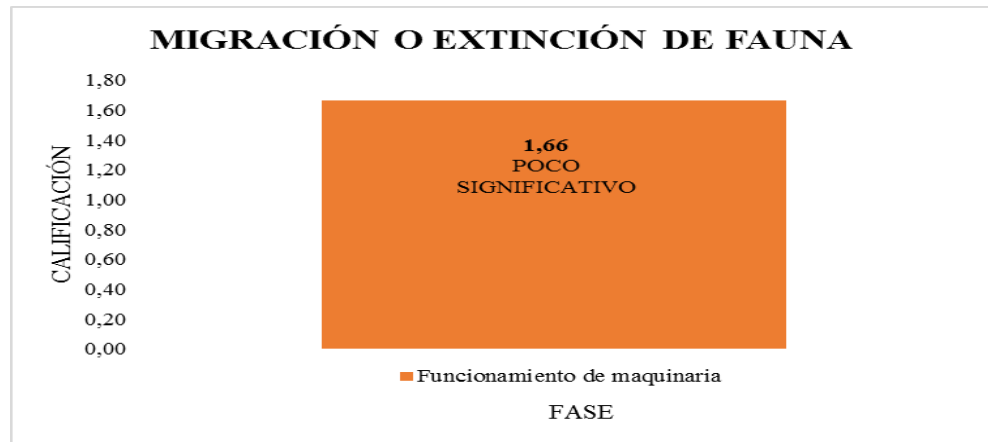 MIGRACIÓN O EXTINCIÓN DE FAUNA
CALIFICACIÓN
1,80
1,60
1,40
1,20
1,00
0,80
0,60
0,40
0,20
0,00
1,66
POCO
SIGNIFICATIVO
Funcionamiento de maquinaria
FASE